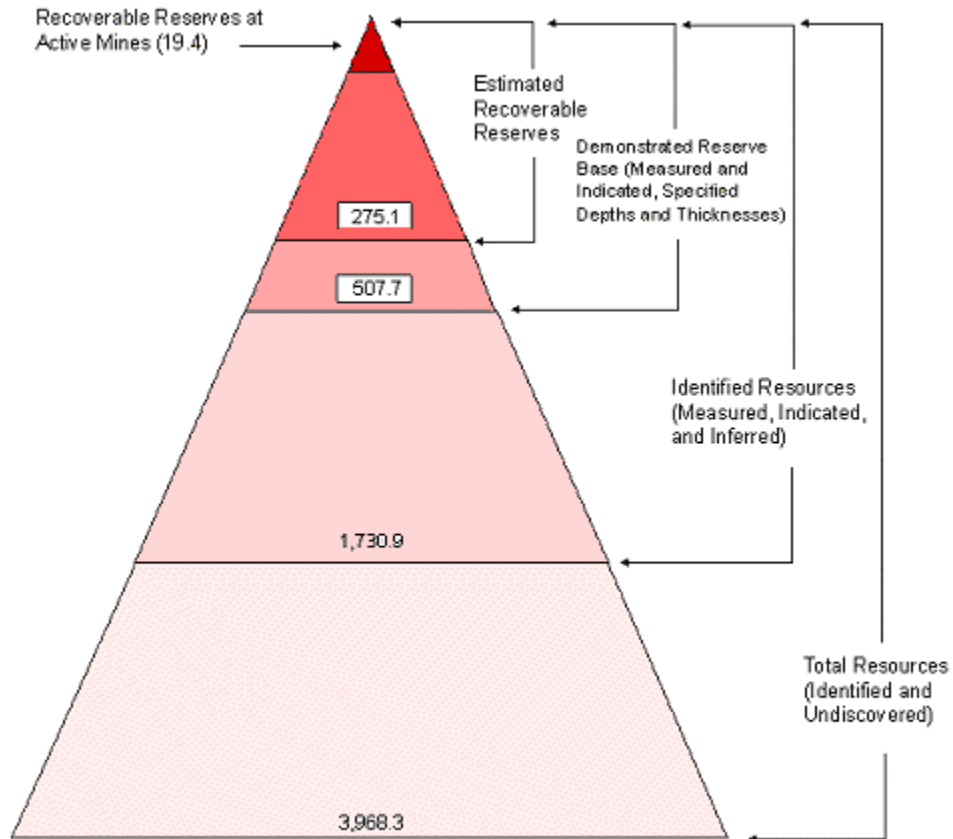 Recoverable Reserves at
Active Mines (19.4)
Estimated
Recoverable
Reserves
Demonstrated Reserve
Base (Measured and
Indicated, Specified
Depths and Thicknesses)
275.1
507.7
Identified Resources
(Measured, Indicated,
and Inferred)
1,730.9
Total Resources
(Identified and
Undiscovered)
3,968.3